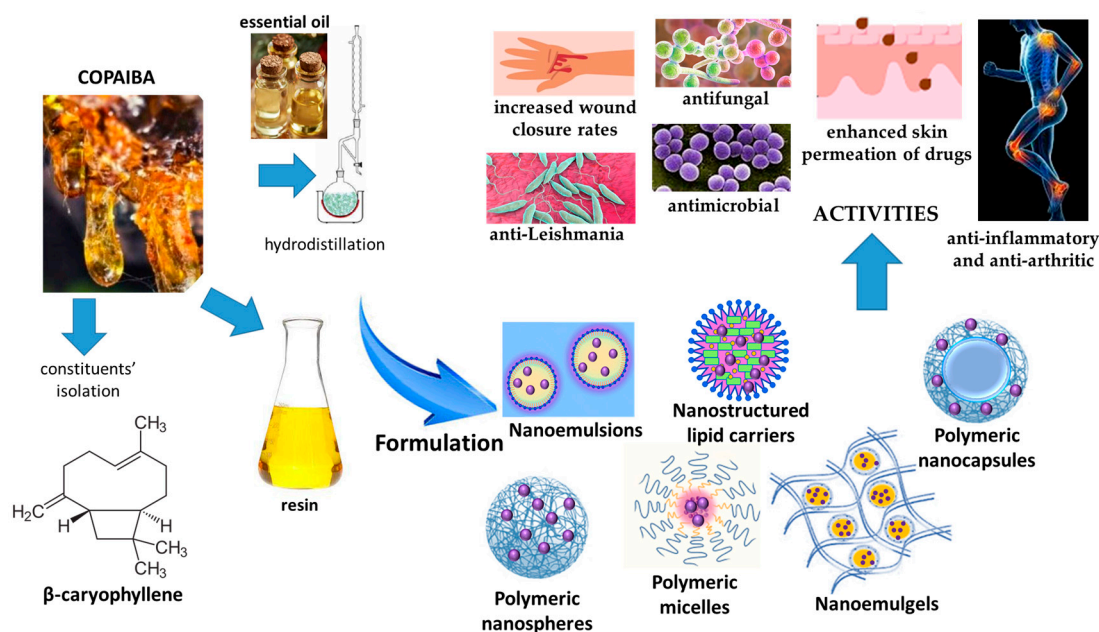 essential oil
COPAIBA
hydrodistillation
constituents’
isolation
CH₃
H₂C
H
H
CH₃
CH₃
β-caryophyllene
resin
Formulation
increased wound
closure rates
antifungal
anti-Leishmania
antimicrobial
enhanced skin
permeation of drugs
ACTIVITIES
anti-inflammatory
and anti-arthritic
Nanoemulsions
Nanostructured
lipid carriers
Polymeric
nanocapsules
Polymeric
nanospheres
Polymeric
micelles
Nanoemulgels